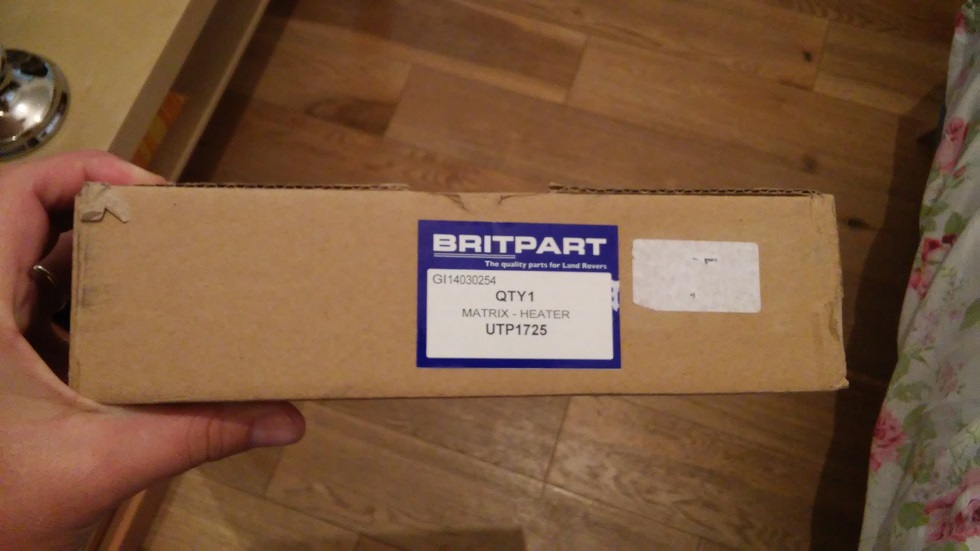 BRITPART
The quality parts for Land Rovers
GI14030254
QTY1
MATRIX - HEATER
UTP1725